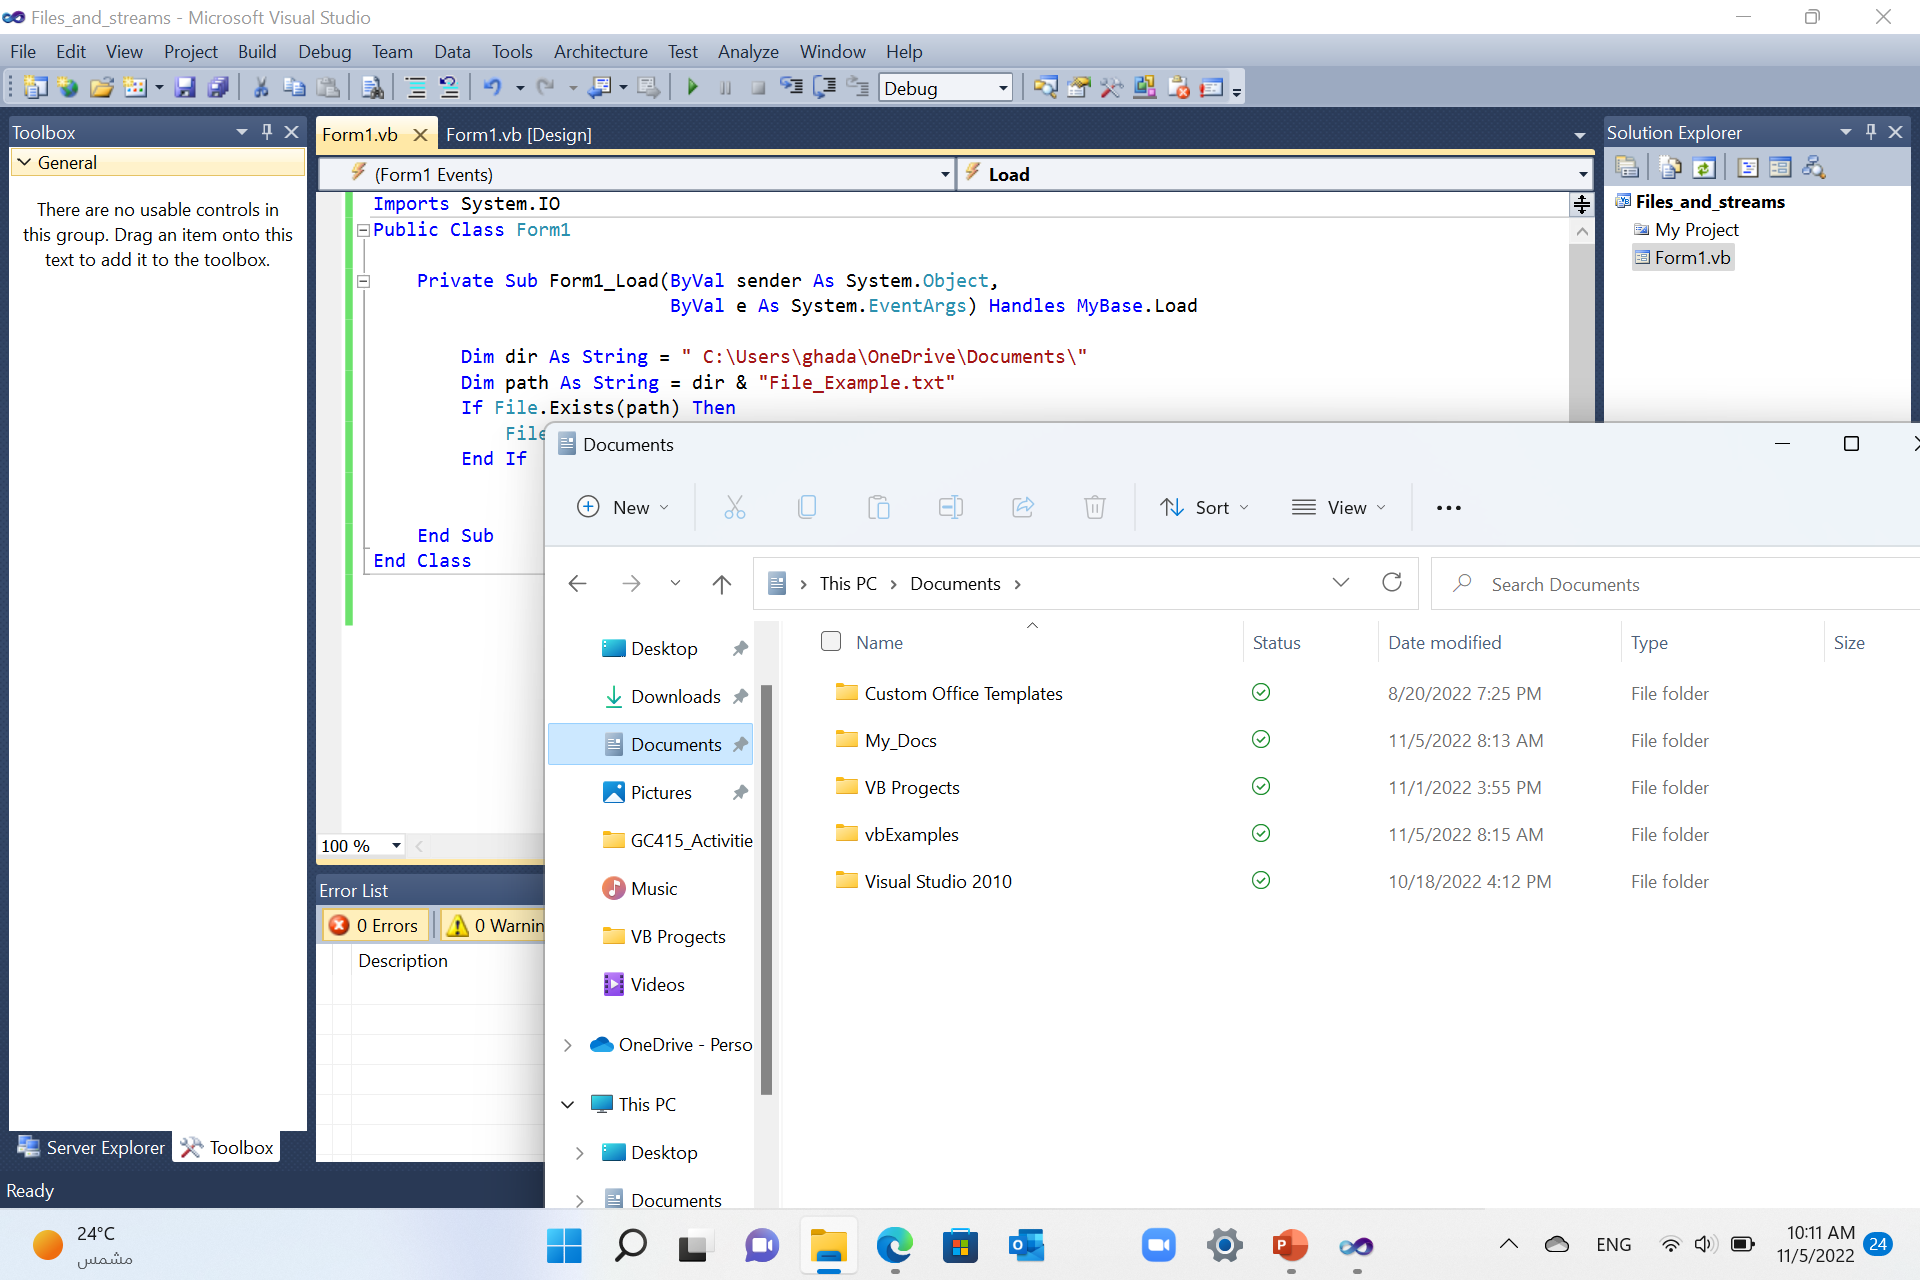 Files_and_streams - Microsoft Visual Studio
File Edit View Project Build Debug Team Data Tools Architecture Test Analyze Window Help
Debug
Toolbox
General
There are no usable controls in
this group. Drag an item onto this
text to add it to the toolbox.
Server Explorer Toolbox
Form1.vb Form1.vb [Design]
(Form1 Events) Load
Imports System.IO
Public Class Form1
Private Sub Form1_Load(ByVal sender As System.Object,
ByVal e As System.EventArgs) Handles MyBase.Load
Dim dir As String = " C:\Users\ghada\OneDrive\Documents\"
Dim path As String = dir & "File_Example.txt"
If File.Exists(path) Then
File
End If
End Sub
End Class
100 %
Error List
0 Errors 0 Warnin
Description
Solution Explorer
Files_and_streams
My Project
Form1.vb
Documents
New Sort View
This PC Documents
Search Documents
Desktop
Downloads
Documents
Pictures
GC415_Activitie
Music
VB Progects
Videos
OneDrive - Perso
This PC
Desktop
Documents
Name Status Date modified Type Size
Custom Office Templates 8/20/2022 7:25 PM File folder
My_Docs 11/5/2022 8:13 AM File folder
VB Progects 11/1/2022 3:55 PM File folder
vbExamples 11/5/2022 8:15 AM File folder
Visual Studio 2010 10/18/2022 4:12 PM File folder
Ready
24°C
مشمس
ENG
10:11 AM
11/5/2022
24